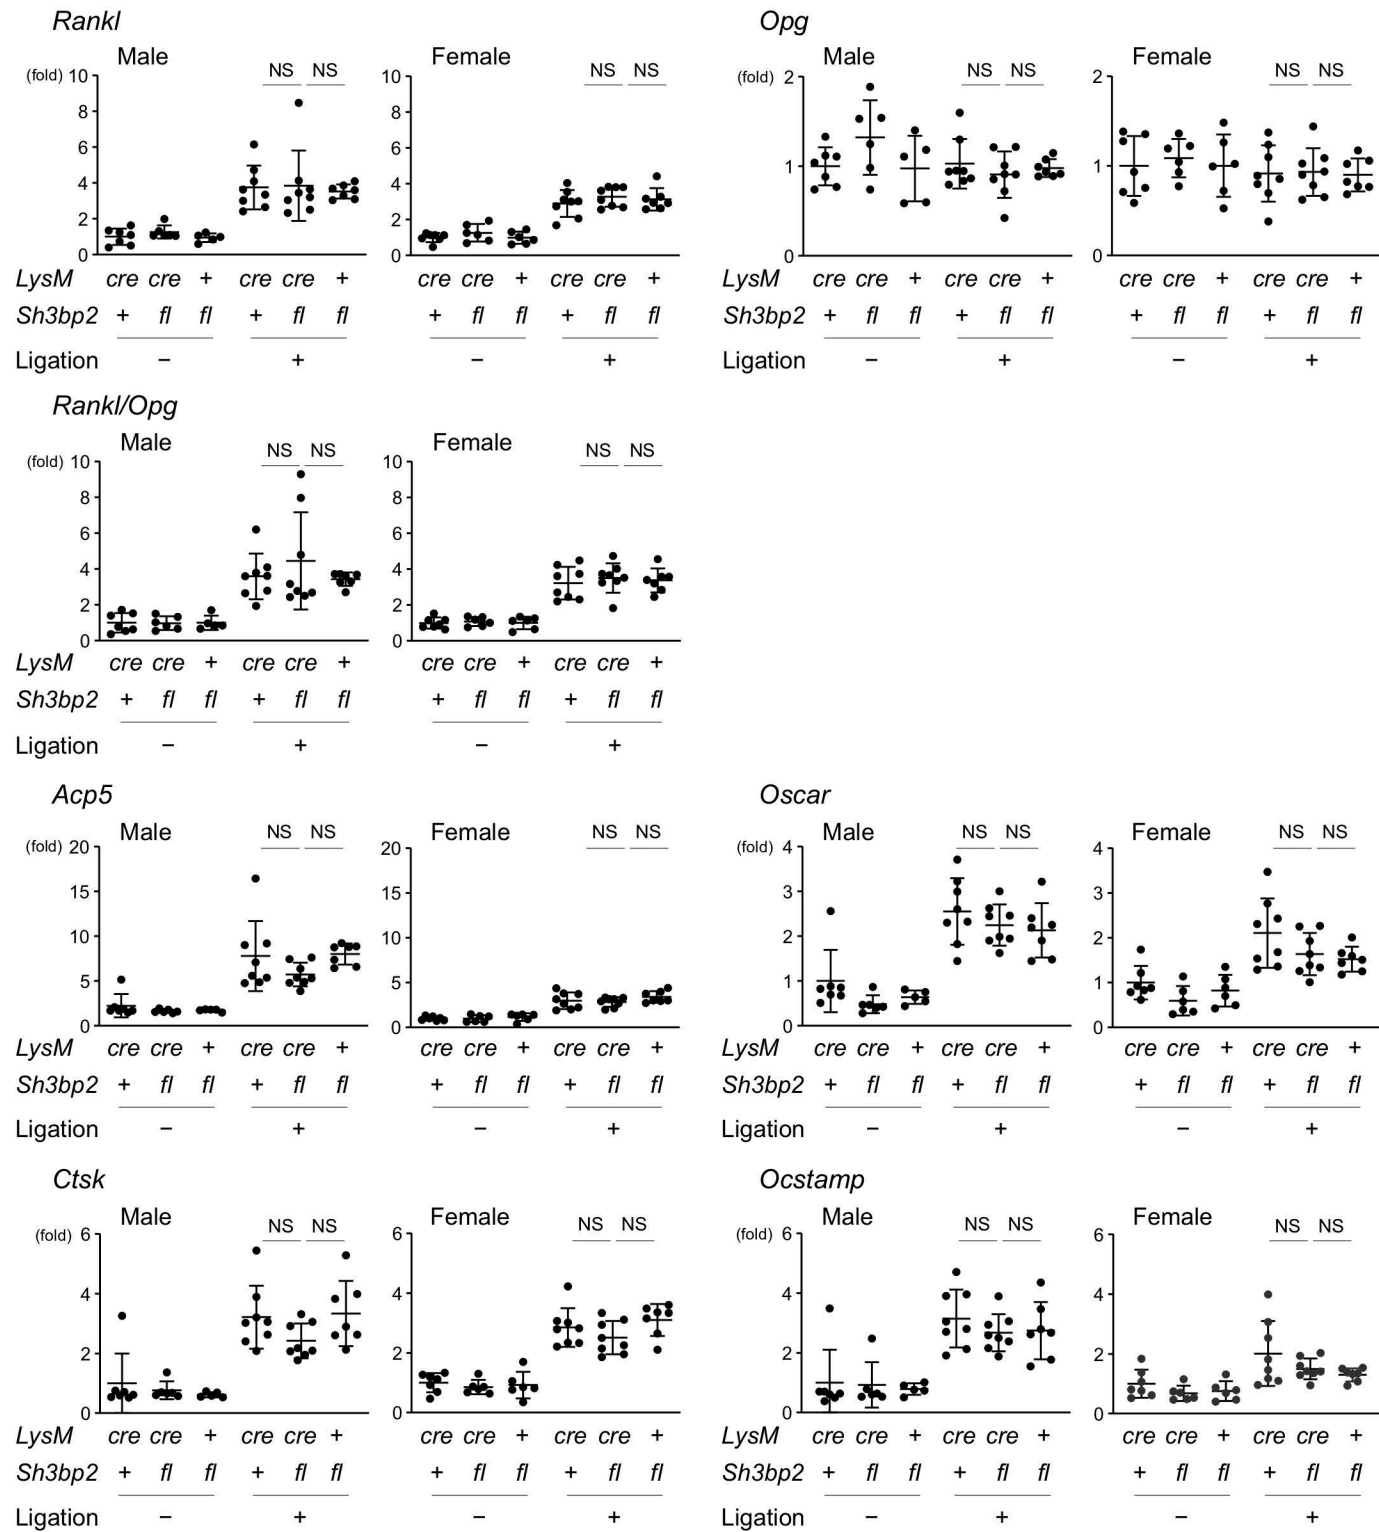 Rankl
Male
NS NS
(fold)
10
8
6
4
2
0
Female
NS NS
10
8
6
4
2
0
LysM cre cre + cre cre + cre cre + cre cre +
Sh3bp2 + fl fl + fl fl + fl fl + fl fl
Ligation − + − +
Opg
Male
NS NS
(fold)
2
1
0
Female
NS NS
2
1
0
LysM cre cre + cre cre + cre cre + cre cre +
Sh3bp2 + fl fl + fl fl + fl fl + fl fl
Ligation − + − +
Rankl/Opg
Male
NS NS
(fold)
10
8
6
4
2
0
Female
NS NS
10
8
6
4
2
0
LysM cre cre + cre cre + cre cre + cre cre +
Sh3bp2 + fl fl + fl fl + fl fl + fl fl
Ligation − + − +
Acp5
Male
NS NS
(fold)
20
15
10
5
0
Female
NS NS
20
15
10
5
0
LysM cre cre + cre cre + cre cre + cre cre +
Sh3bp2 + fl fl + fl fl + fl fl + fl fl
Ligation − + − +
Oscar
Male
NS NS
(fold)
4
3
2
1
0
Female
NS NS
4
3
2
1
0
LysM cre cre + cre cre + cre cre + cre cre +
Sh3bp2 + fl fl + fl fl + fl fl + fl fl
Ligation − + − +
Ctsk
Male
NS NS
(fold)
6
4
2
0
Female
NS NS
6
4
2
0
LysM cre cre + cre cre + cre cre + cre cre +
Sh3bp2 + fl fl + fl fl + fl fl + fl fl
Ligation − + − +
Ocstamp
Male
NS NS
(fold)
6
4
2
0
Female
NS NS
6
4
2
0
LysM cre cre + cre cre + cre cre + cre cre +
Sh3bp2 + fl fl + fl fl + fl fl + fl fl
Ligation − + − +